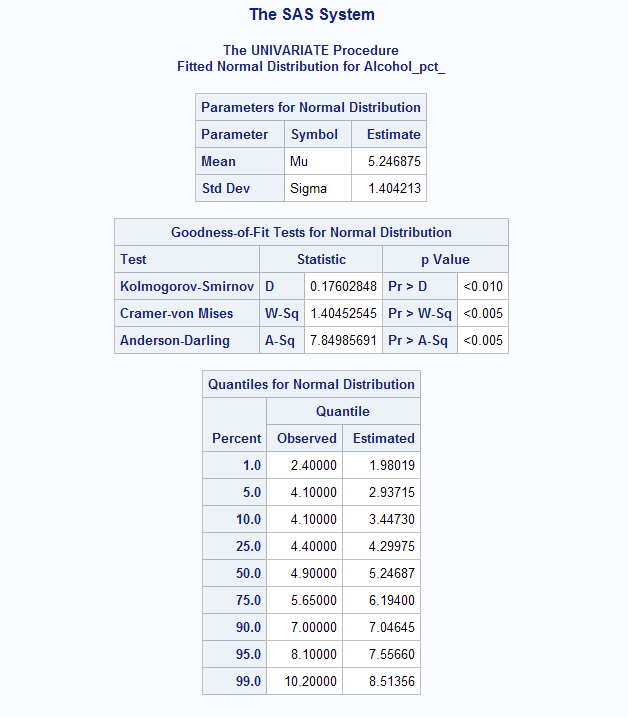 The SAS System
The UNIVARIATE Procedure
Fitted Normal Distribution for Alcohol_pct_
Parameters for Normal Distribution
Parameter Symbol Estimate
Mean Mu 5.246875
Std Dev Sigma 1.404213
Goodness-of-Fit Tests for Normal Distribution
Test Statistic p Value
Kolmogorov-Smirnov D 0.17602848 Pr > D <0.010
Cramer-von Mises W-Sq 1.40452545 Pr > W-Sq <0.005
Anderson-Darling A-Sq 7.84985691 Pr > A-Sq <0.005
Quantiles for Normal Distribution
Quantile
Percent Observed Estimated
1.0 2.40000 1.98019
5.0 4.10000 2.93715
10.0 4.10000 3.44730
25.0 4.40000 4.29975
50.0 4.90000 5.24687
75.0 5.65000 6.19400
90.0 7.00000 7.04645
95.0 8.10000 7.55660
99.0 10.20000 8.51356